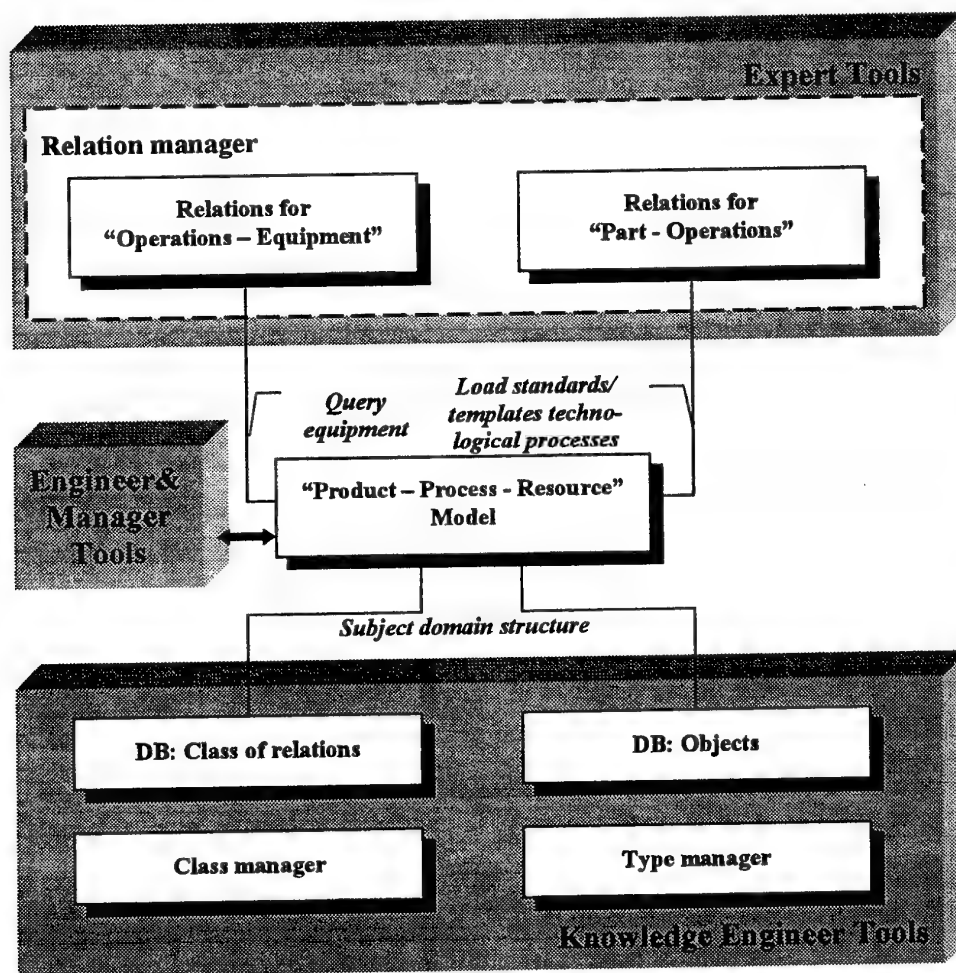 Expert Tools
Relation manager
Relations for
“Operations – Equipment”
Relations for
“Part - Operations”
Query
equipment
Load standards/
templates techno-
logical processes
Engineer&
Manager
Tools
“Product – Process - Resource”
Model
Subject domain structure
DB: Class of relations
DB: Objects
Class manager
Type manager
Knowledge Engineer Tools